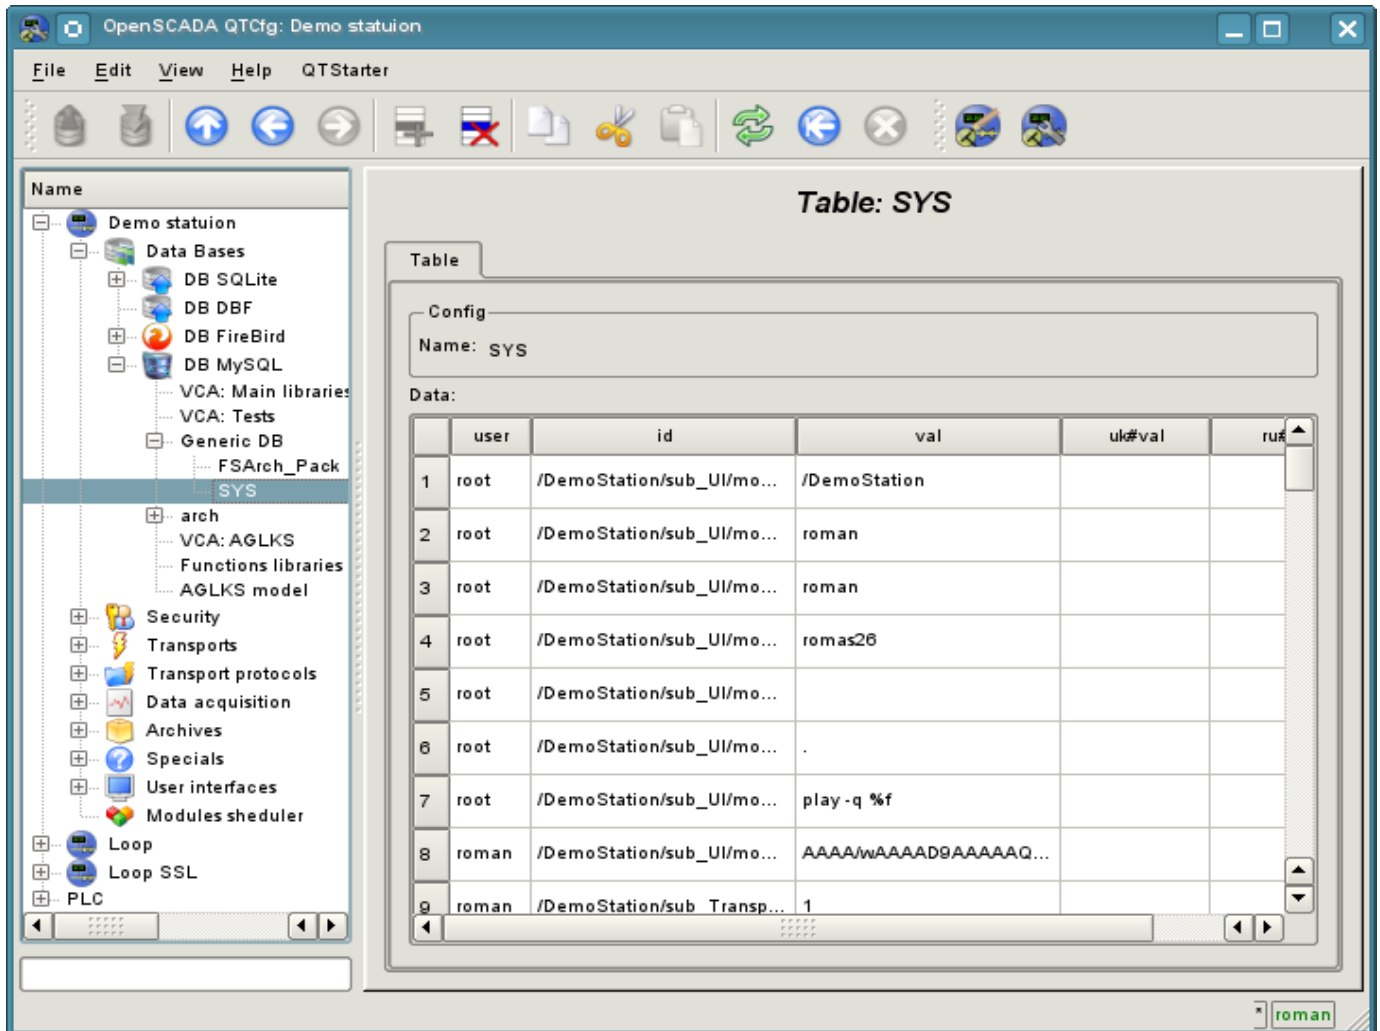 OpenSCADA QTCfg: Demo statuion
File Edit View Help QTStarter
Name
Demo statuion
Data Bases
DB SQLite
DB DBF
DB FireBird
DB MySQL
VCA: Main libraries
VCA: Tests
Generic DB
FSArch_Pack
SYS
arch
VCA: AGLKS
Functions libraries
AGLKS model
Security
Transports
Transport protocols
Data acquisition
Archives
Specials
User interfaces
Modules sheduler
Loop
Loop SSL
PLC
Table: SYS
Table
Config
Name: SYS
Data:
user id val uk#val ru#
1 root /DemoStation/sub_UI/mo... /DemoStation
2 root /DemoStation/sub_UI/mo... roman
3 root /DemoStation/sub_UI/mo... roman
4 root /DemoStation/sub_UI/mo... romas26
5 root /DemoStation/sub_UI/mo...
6 root /DemoStation/sub_UI/mo... .
7 root /DemoStation/sub_UI/mo... play -q %f
8 roman /DemoStation/sub_UI/mo... AAAA/wAAAAD9AAAAAQ...
9 roman /DemoStation/sub_Transp... 1
* roman